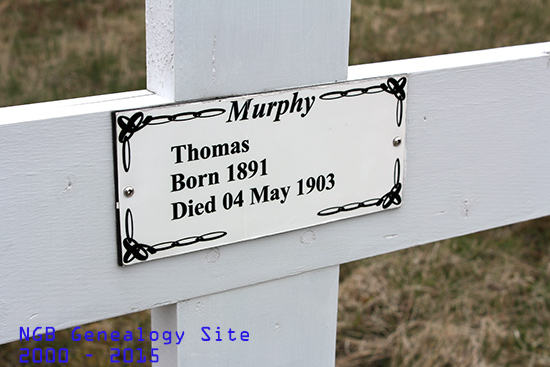 Murphy
Thomas
Born 1891
Died 04 May 1903
NGB Genealogy Site
2000 - 2015